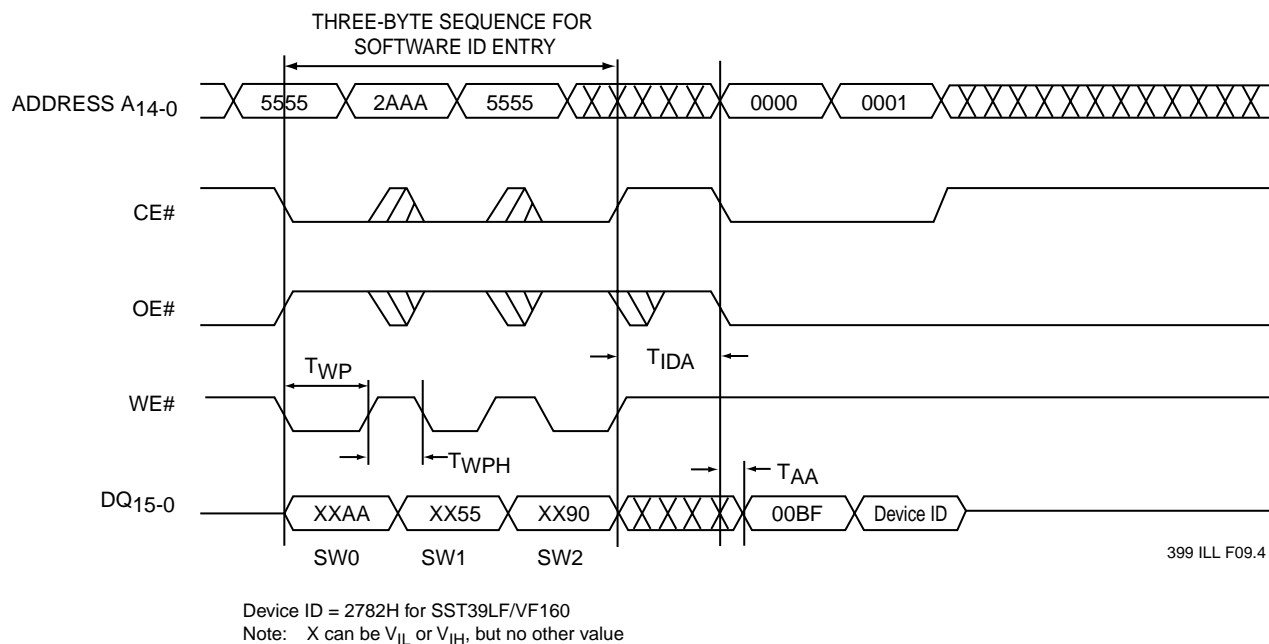 THREE-BYTE SEQUENCE FOR
SOFTWARE ID ENTRY
ADDRESS A14-0
5555 2AAA 5555 0000 0001
CE#
OE#
TIDA
TWP
WE#
TWPH
TAA
DQ15-0
XXAA XX55 XX90 00BF Device ID
SW0 SW1 SW2
399 ILL F09.4
Device ID = 2782H for SST39LF/VF160
Note: X can be VIL or VIH, but no other value